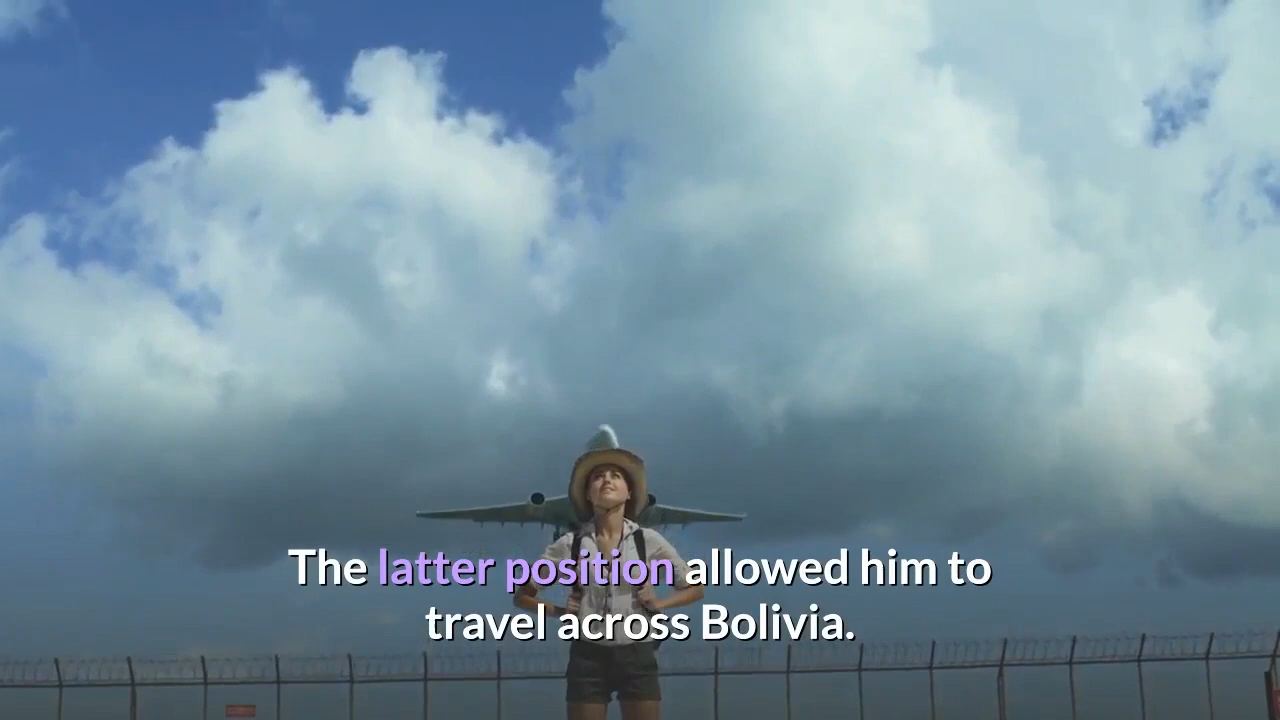 The latter position allowed him to
travel across Bolivia.